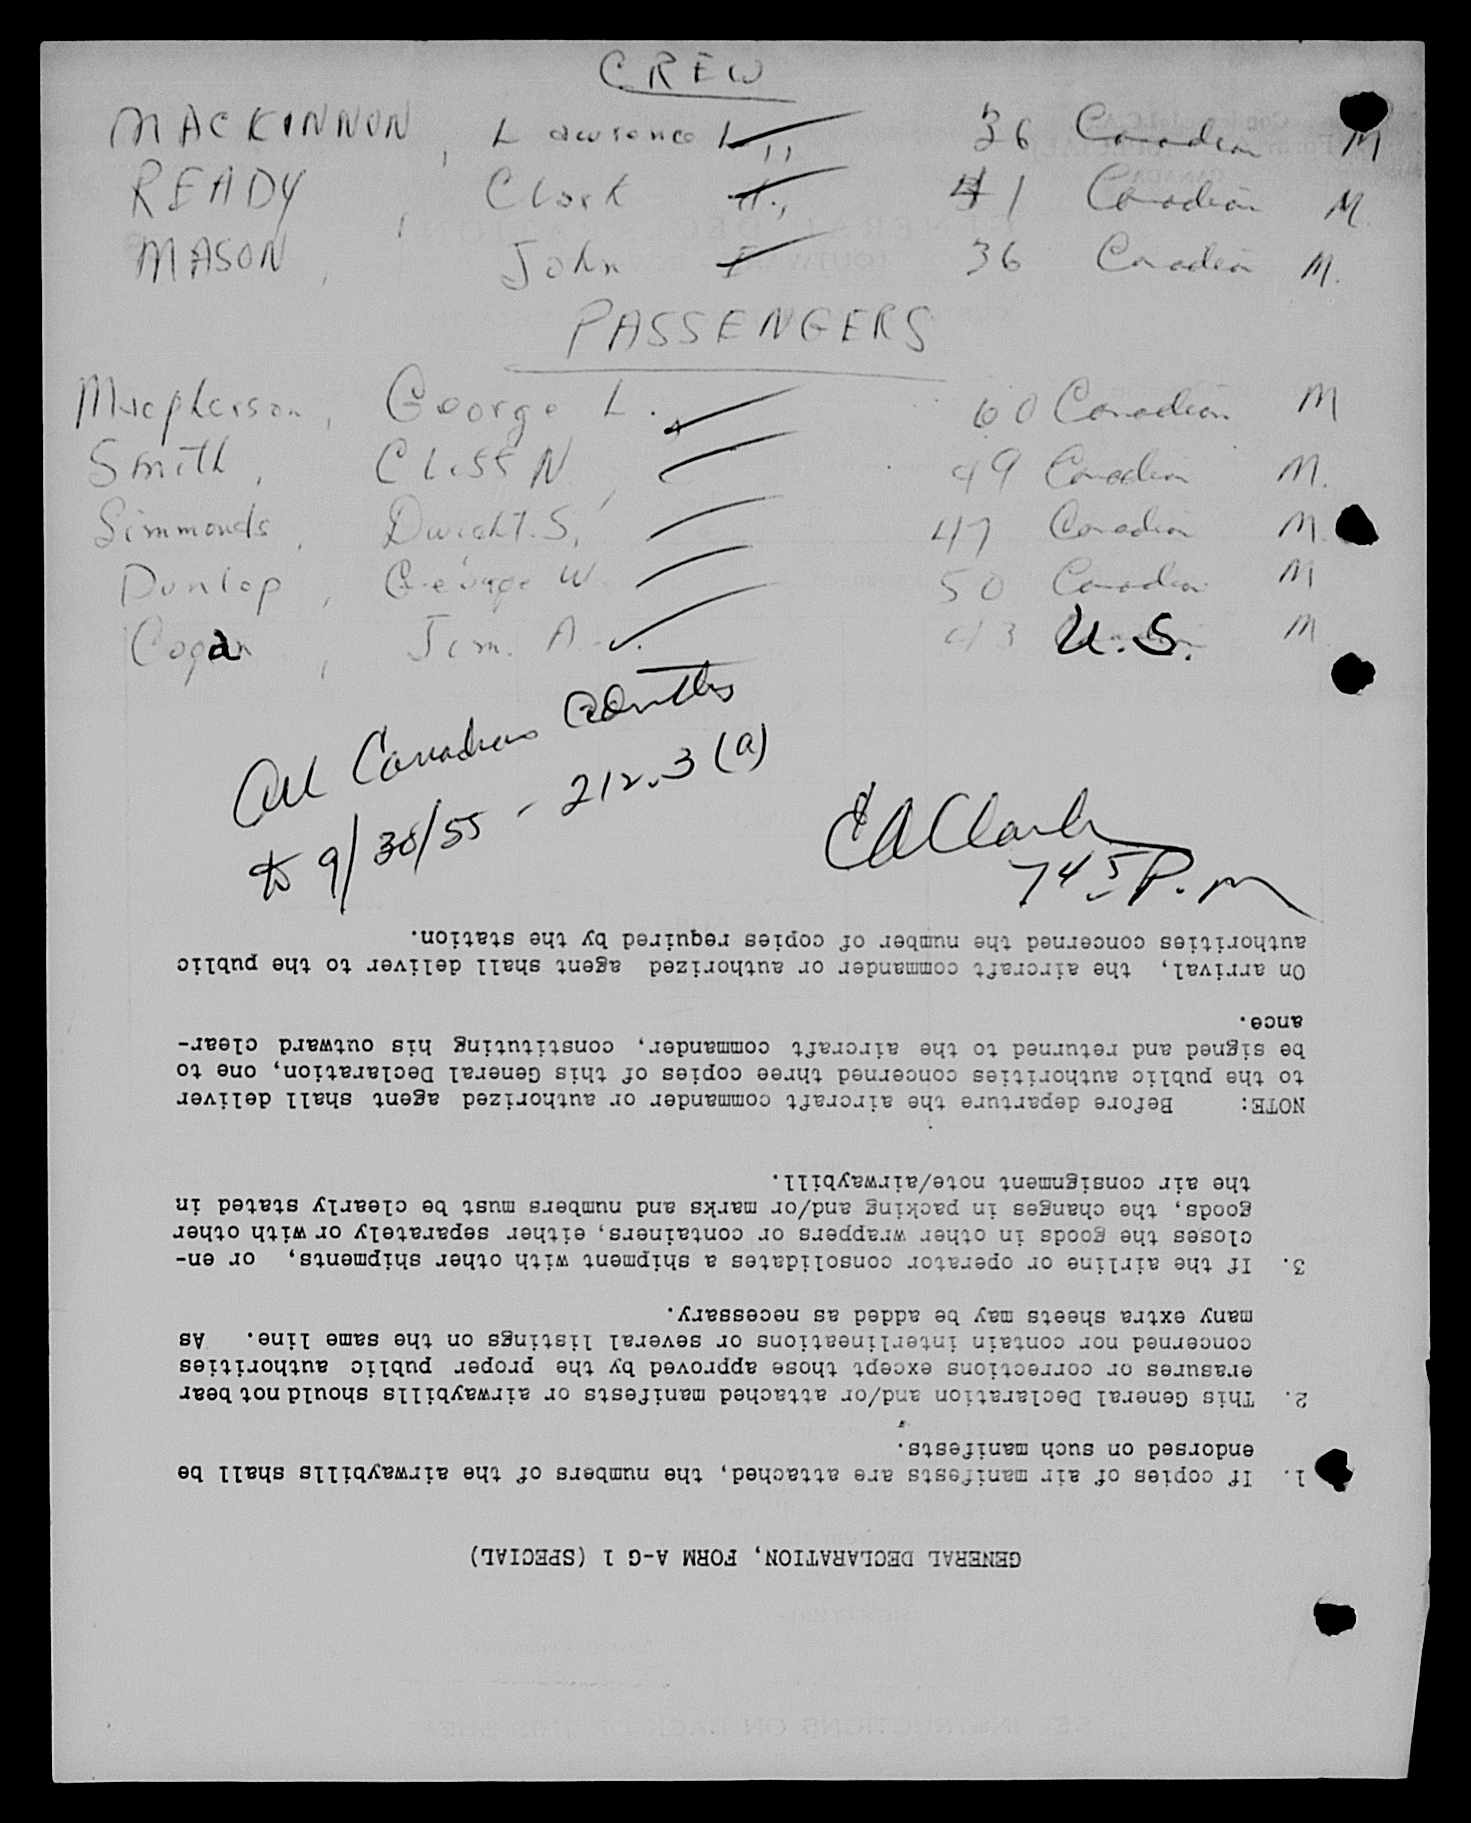 CREW
MACKINNON, Lawrence L. 36 Canadian M
READY, Clark H., 41 Canadian M.
MASON, John F 36 Canadian M.
PASSENGERS
Macpherson, George L. 60 Canadian M
Smith, Cliff N, 49 Canadian M.
Simmonds, Dwight. S, 47 Canadian M.
Dunlop, George W 50 Canadian M
Cogan, Jim. A. 43 U.S. M
All Canadians admitted
to 9/30/55 - 212.3 (a)
E A Clark
745 P.m
GENERAL DECLARATION, FORM A-G 1 (SPECIAL)
1. If copies of air manifests are attached, the numbers of the airwaybills shall be
endorsed on such manifests.
2. This General Declaration and/or attached manifests or airwaybills should not bear
erasures or corrections except those approved by the proper public authorities
concerned nor contain interlineations or several listings on the same line. As
many extra sheets may be added as necessary.
3. If the airline or operator consolidates a shipment with other shipments, or en-
closes the goods in other wrappers or containers, either separately or with other
goods, the changes in packing and/or marks and numbers must be clearly stated in
the air consignment note/airwaybill.
NOTE: Before departure the aircraft commander or authorized agent shall deliver
to the public authorities concerned three copies of this General Declaration, one to
be signed and returned to the aircraft commander, constituting his outward clear-
ance.
On arrival, the aircraft commander or authorized agent shall deliver to the public
authorities concerned the number of copies required by the station.